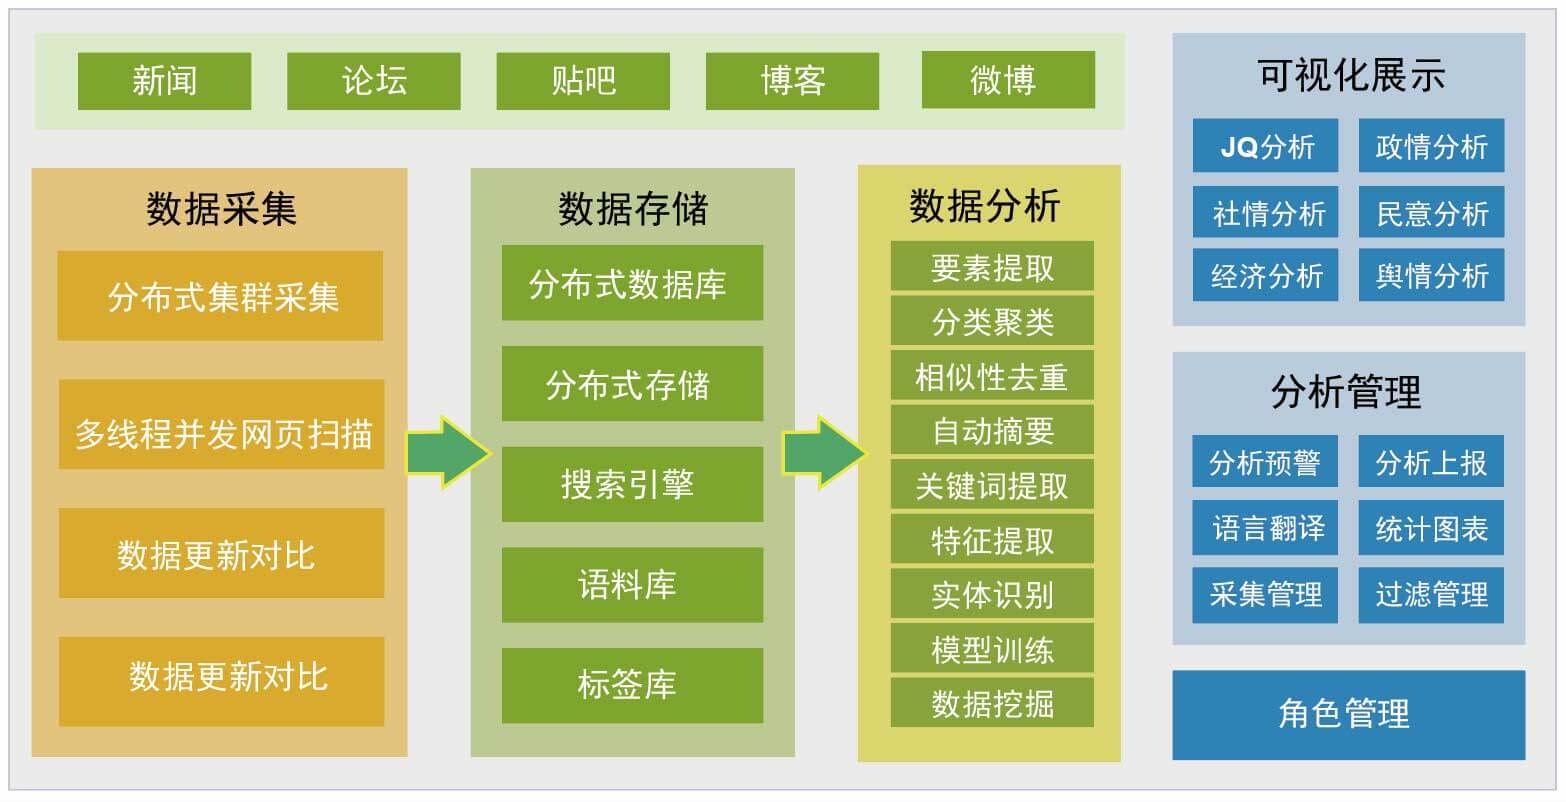 新闻
论坛
贴吧
博客
微博
数据采集
分布式集群采集
多线程并发网页扫描
数据更新对比
数据更新对比
数据存储
分布式数据库
分布式存储
搜索引擎
语料库
标签库
数据分析
要素提取
分类聚类
相似性去重
自动摘要
关键词提取
特征提取
实体识别
模型训练
数据挖掘
可视化展示
JQ分析
政情分析
社情分析
民意分析
经济分析
舆情分析
分析管理
分析预警
分析上报
语言翻译
统计图表
采集管理
过滤管理
角色管理